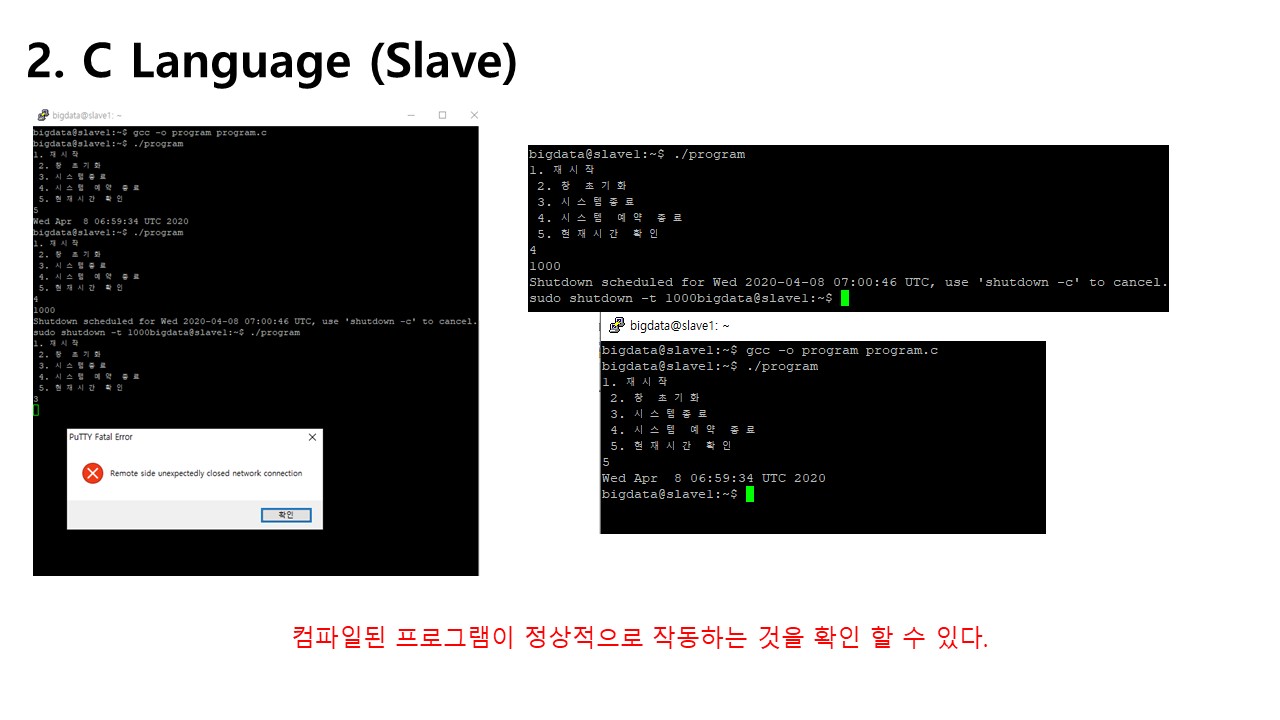 2. C Language (Slave)
bigdata@slave1: ~
bigdata@slave1:~$ gcc -o program program.c
bigdata@slave1:~$ ./program
1. 재시작
2. 창 초기화
3. 시스템종료
4. 시스템 예약 종료
5. 현재시간 확인
5
Wed Apr  8 06:59:34 UTC 2020
bigdata@slave1:~$ ./program
1. 재시작
2. 창 초기화
3. 시스템종료
4. 시스템 예약 종료
5. 현재시간 확인
4
1000
Shutdown scheduled for Wed 2020-04-08 07:00:46 UTC, use 'shutdown -c' to cancel.
sudo shutdown -t 1000bigdata@slave1:~$ ./program
1. 재시작
2. 창 초기화
3. 시스템종료
4. 시스템 예약 종료
5. 현재시간 확인
3
PuTTY Fatal Error
Remote side unexpectedly closed network connection
확인
bigdata@slave1:~$ ./program
1. 재시작
2. 창 초기화
3. 시스템종료
4. 시스템 예약 종료
5. 현재시간 확인
4
1000
Shutdown scheduled for Wed 2020-04-08 07:00:46 UTC, use 'shutdown -c' to cancel.
sudo shutdown -t 1000bigdata@slave1:~$
bigdata@slave1: ~
bigdata@slave1:~$ gcc -o program program.c
bigdata@slave1:~$ ./program
1. 재시작
2. 창 초기화
3. 시스템종료
4. 시스템 예약 종료
5. 현재시간 확인
5
Wed Apr  8 06:59:34 UTC 2020
bigdata@slave1:~$
컴파일된 프로그램이 정상적으로 작동하는 것을 확인 할 수 있다.